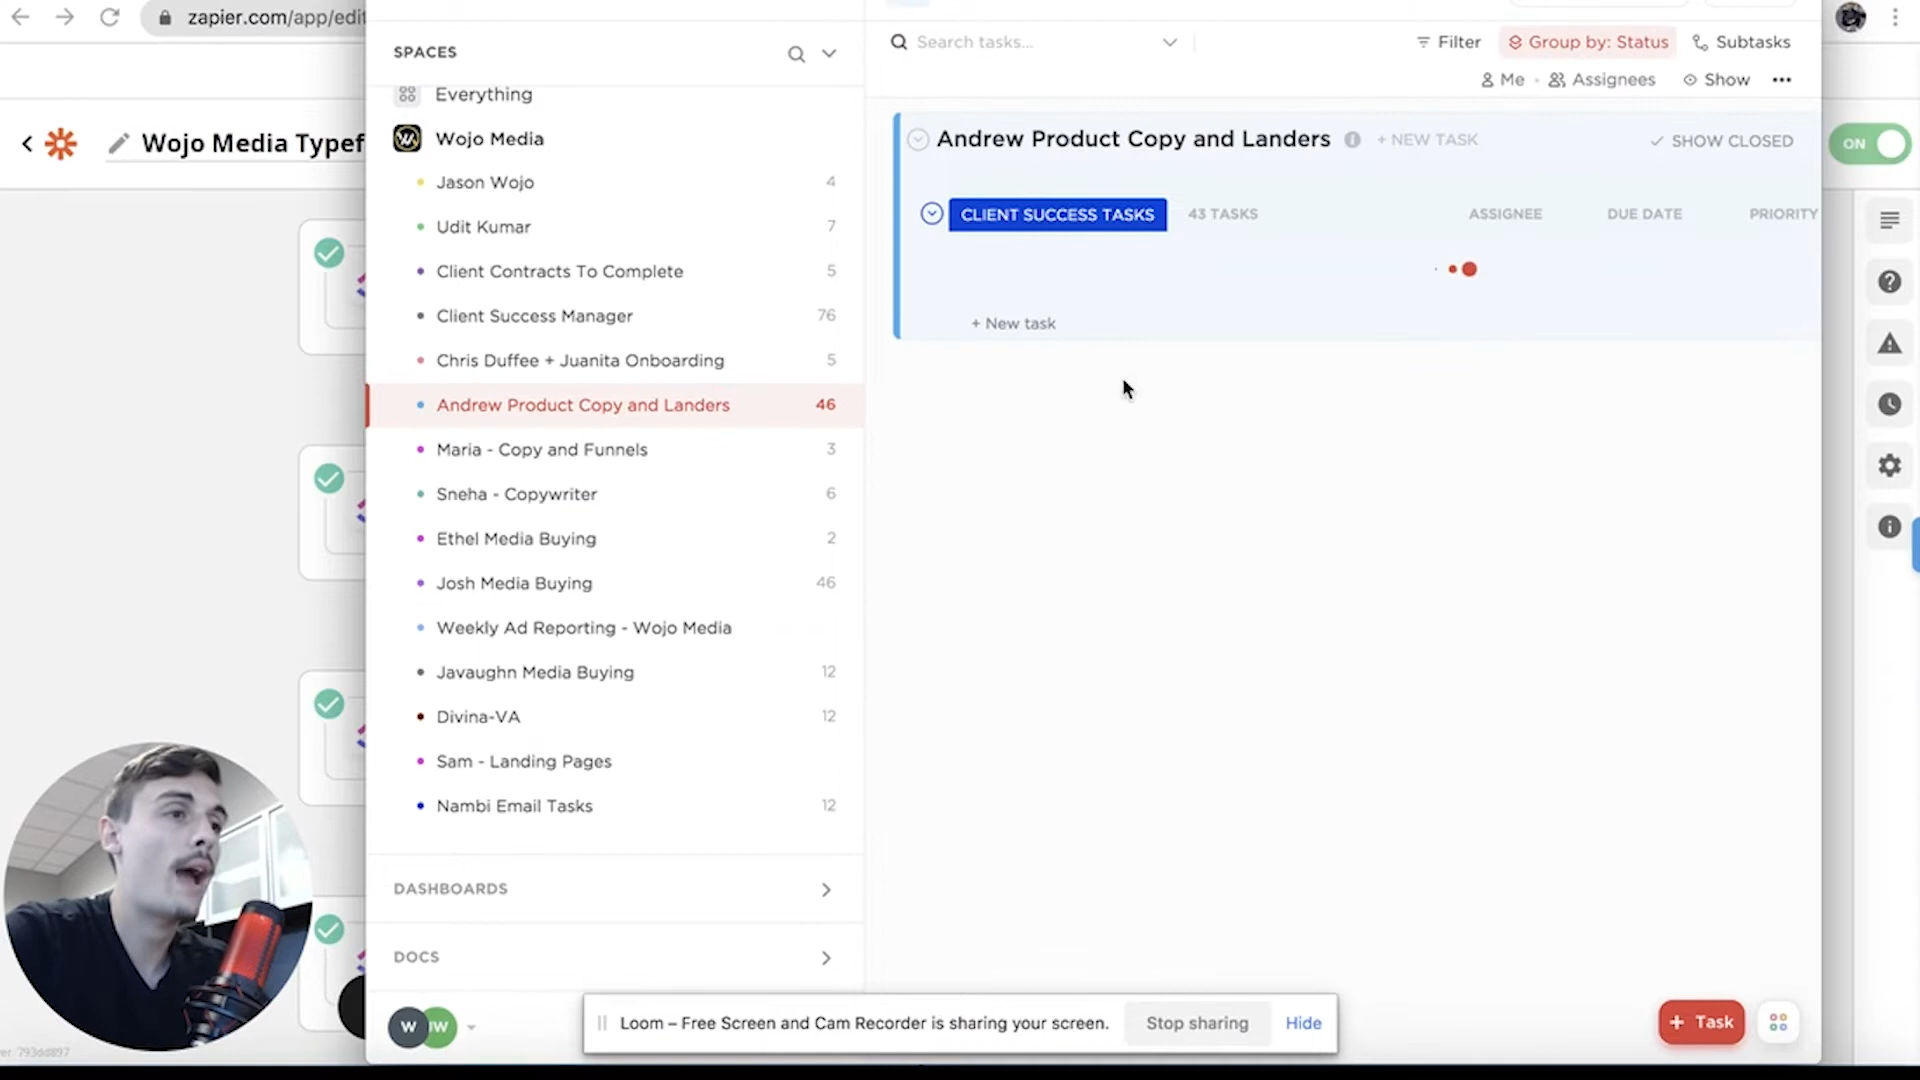 zapier.com/app/edit
Wojo Media Typef
ON
SPACES
Everything
Wojo Media
Jason Wojo 4
Udit Kumar 7
Client Contracts To Complete 5
Client Success Manager 76
Chris Duffee + Juanita Onboarding 5
Andrew Product Copy and Landers 46
Maria - Copy and Funnels 3
Sneha - Copywriter 6
Ethel Media Buying 2
Josh Media Buying 46
Weekly Ad Reporting - Wojo Media
Javaughn Media Buying 12
Divina-VA 12
Sam - Landing Pages
Nambi Email Tasks 12
DASHBOARDS
DOCS
W JW
Search tasks...
Filter
Group by: Status
Subtasks
Me
Assignees
Show
Andrew Product Copy and Landers + NEW TASK SHOW CLOSED
CLIENT SUCCESS TASKS 43 TASKS ASSIGNEE DUE DATE PRIORITY
+ New task
Loom – Free Screen and Cam Recorder is sharing your screen. Stop sharing Hide
+ Task
er: 793dd897